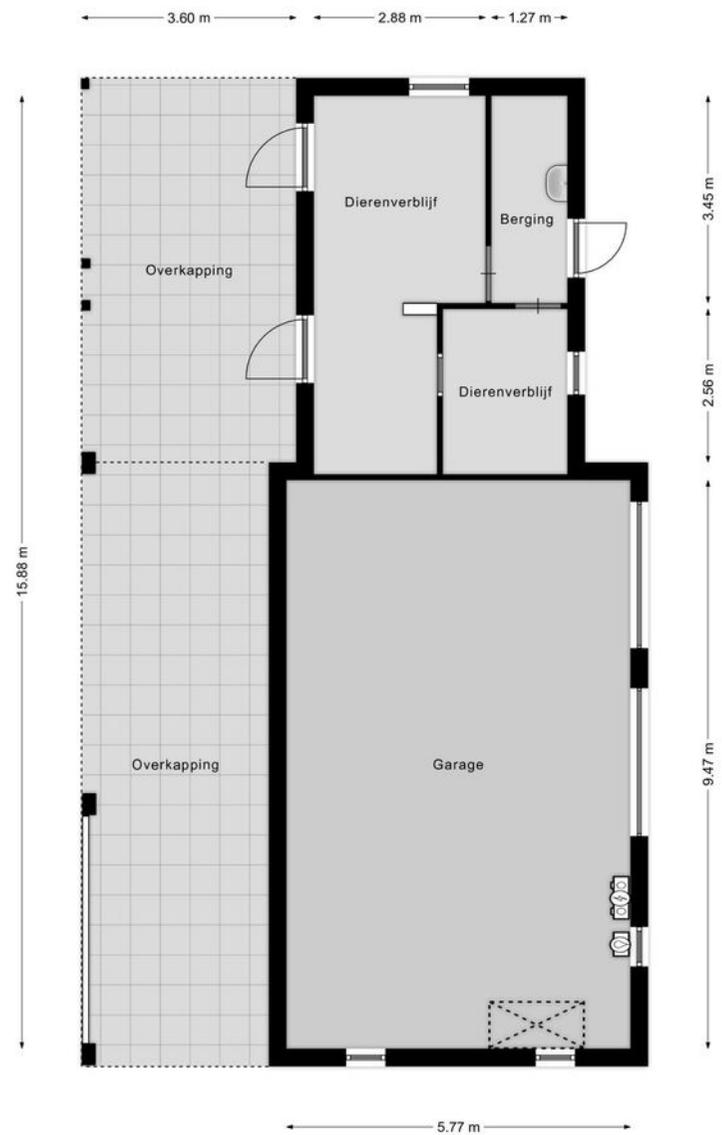 3.60 m
2.88 m
1.27 m
Dierenverblijf
3.45 m
Berging
Overkapping
2.56 m
Dierenverblijf
15.88 m
9.47 m
Overkapping
Garage
5.77 m